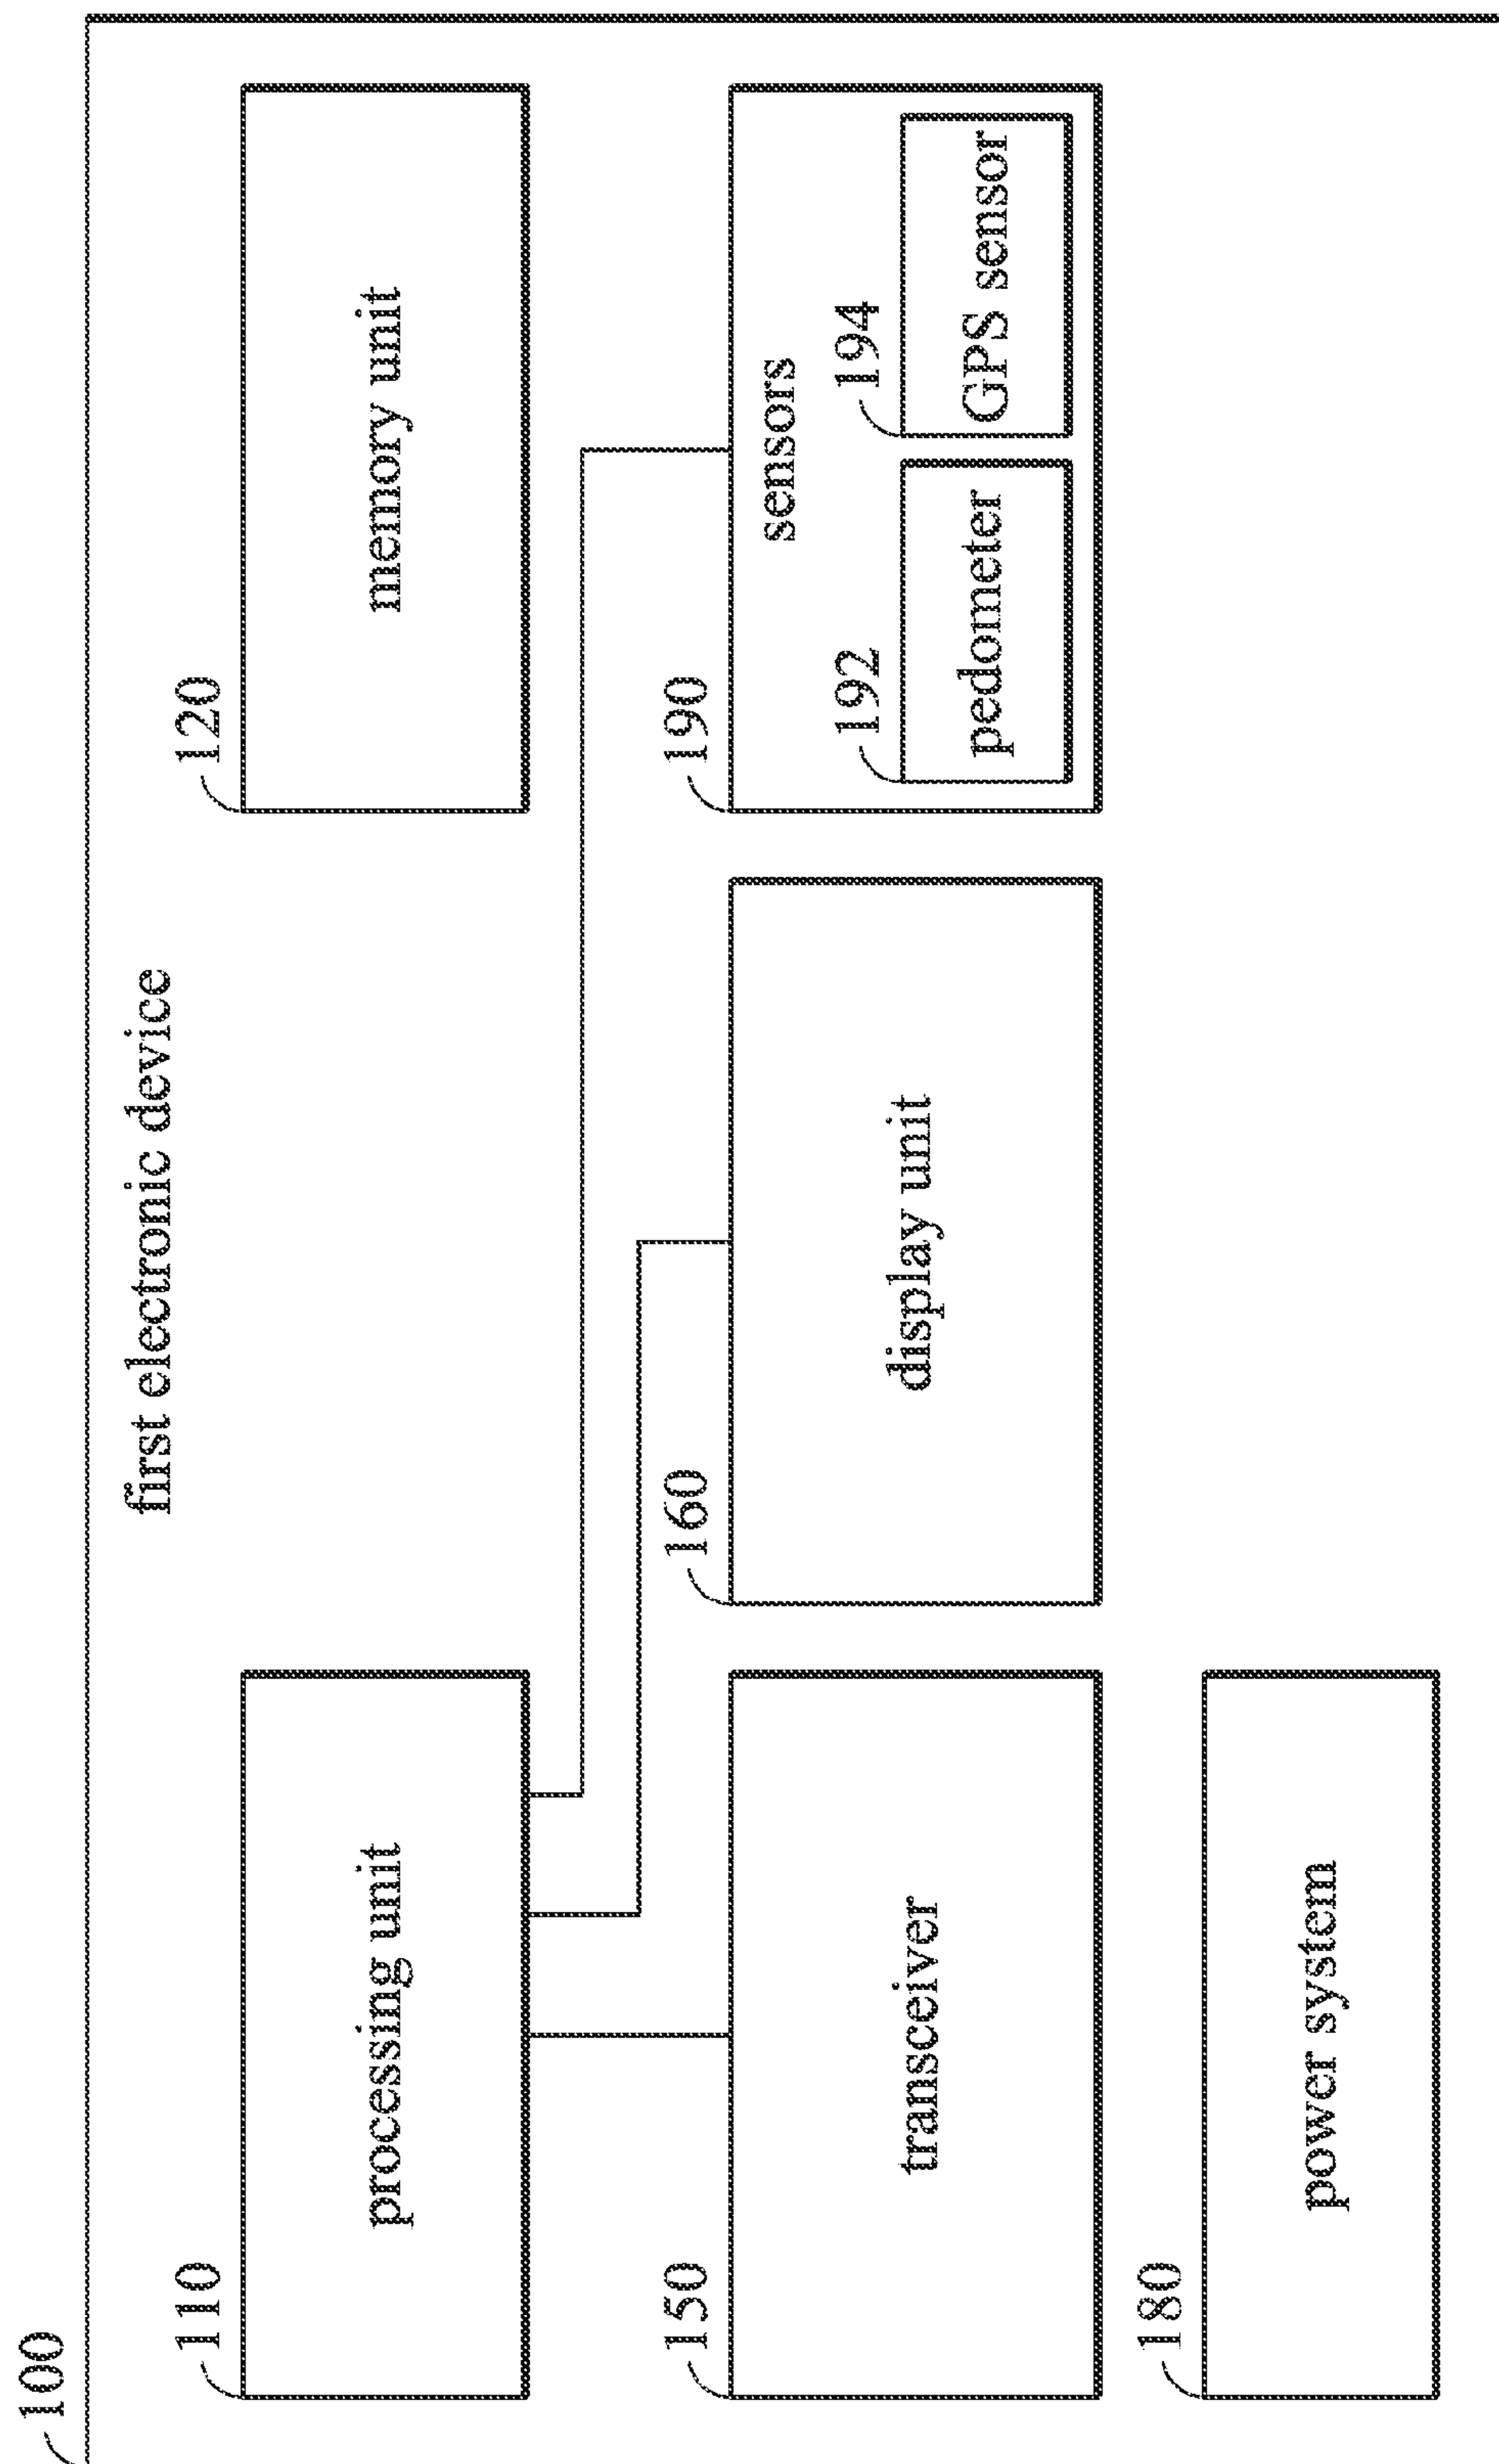 100
first electronic device
110
processing unit
120
memory unit
150
transceiver
160
display unit
190
sensors
192
pedometer
194
GPS sensor
180
power system